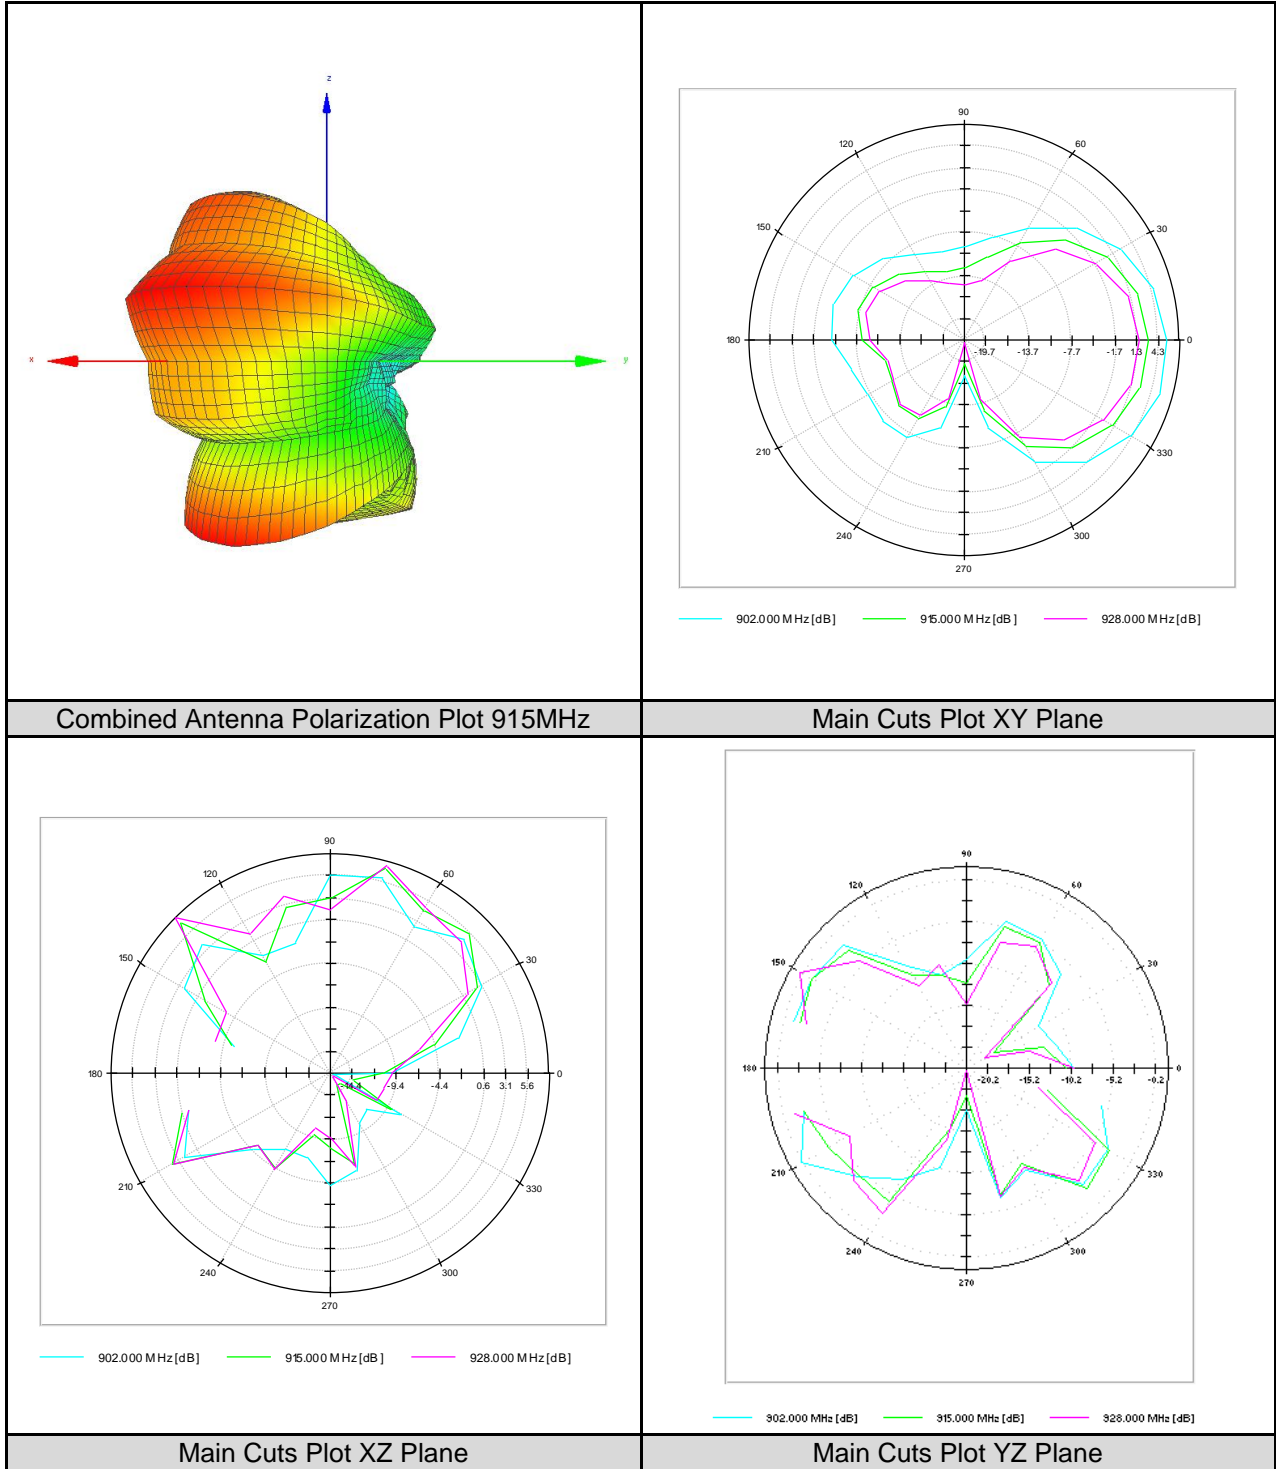 z
x
y
Combined Antenna Polarization Plot 915MHz
90
120
60
150
30
180
-19.7 -13.7 -7.7 -1.7 1.3 4.3 0
210
330
240
300
270
902.000 MHz [dB] 915.000 MHz [dB] 928.000 MHz [dB]
Main Cuts Plot XY Plane
90
120
60
150
30
180
-14.4 -9.4 -4.4 0.6 3.1 5.6 0
210
330
240
300
270
902.000 MHz [dB] 915.000 MHz [dB] 928.000 MHz [dB]
Main Cuts Plot XZ Plane
90
120
60
150
30
180
-20.2 -15.2 -10.2 -5.2 -0.2 0
210
330
240
300
270
902.000 MHz [dB] 915.000 MHz [dB] 928.000 MHz [dB]
Main Cuts Plot YZ Plane